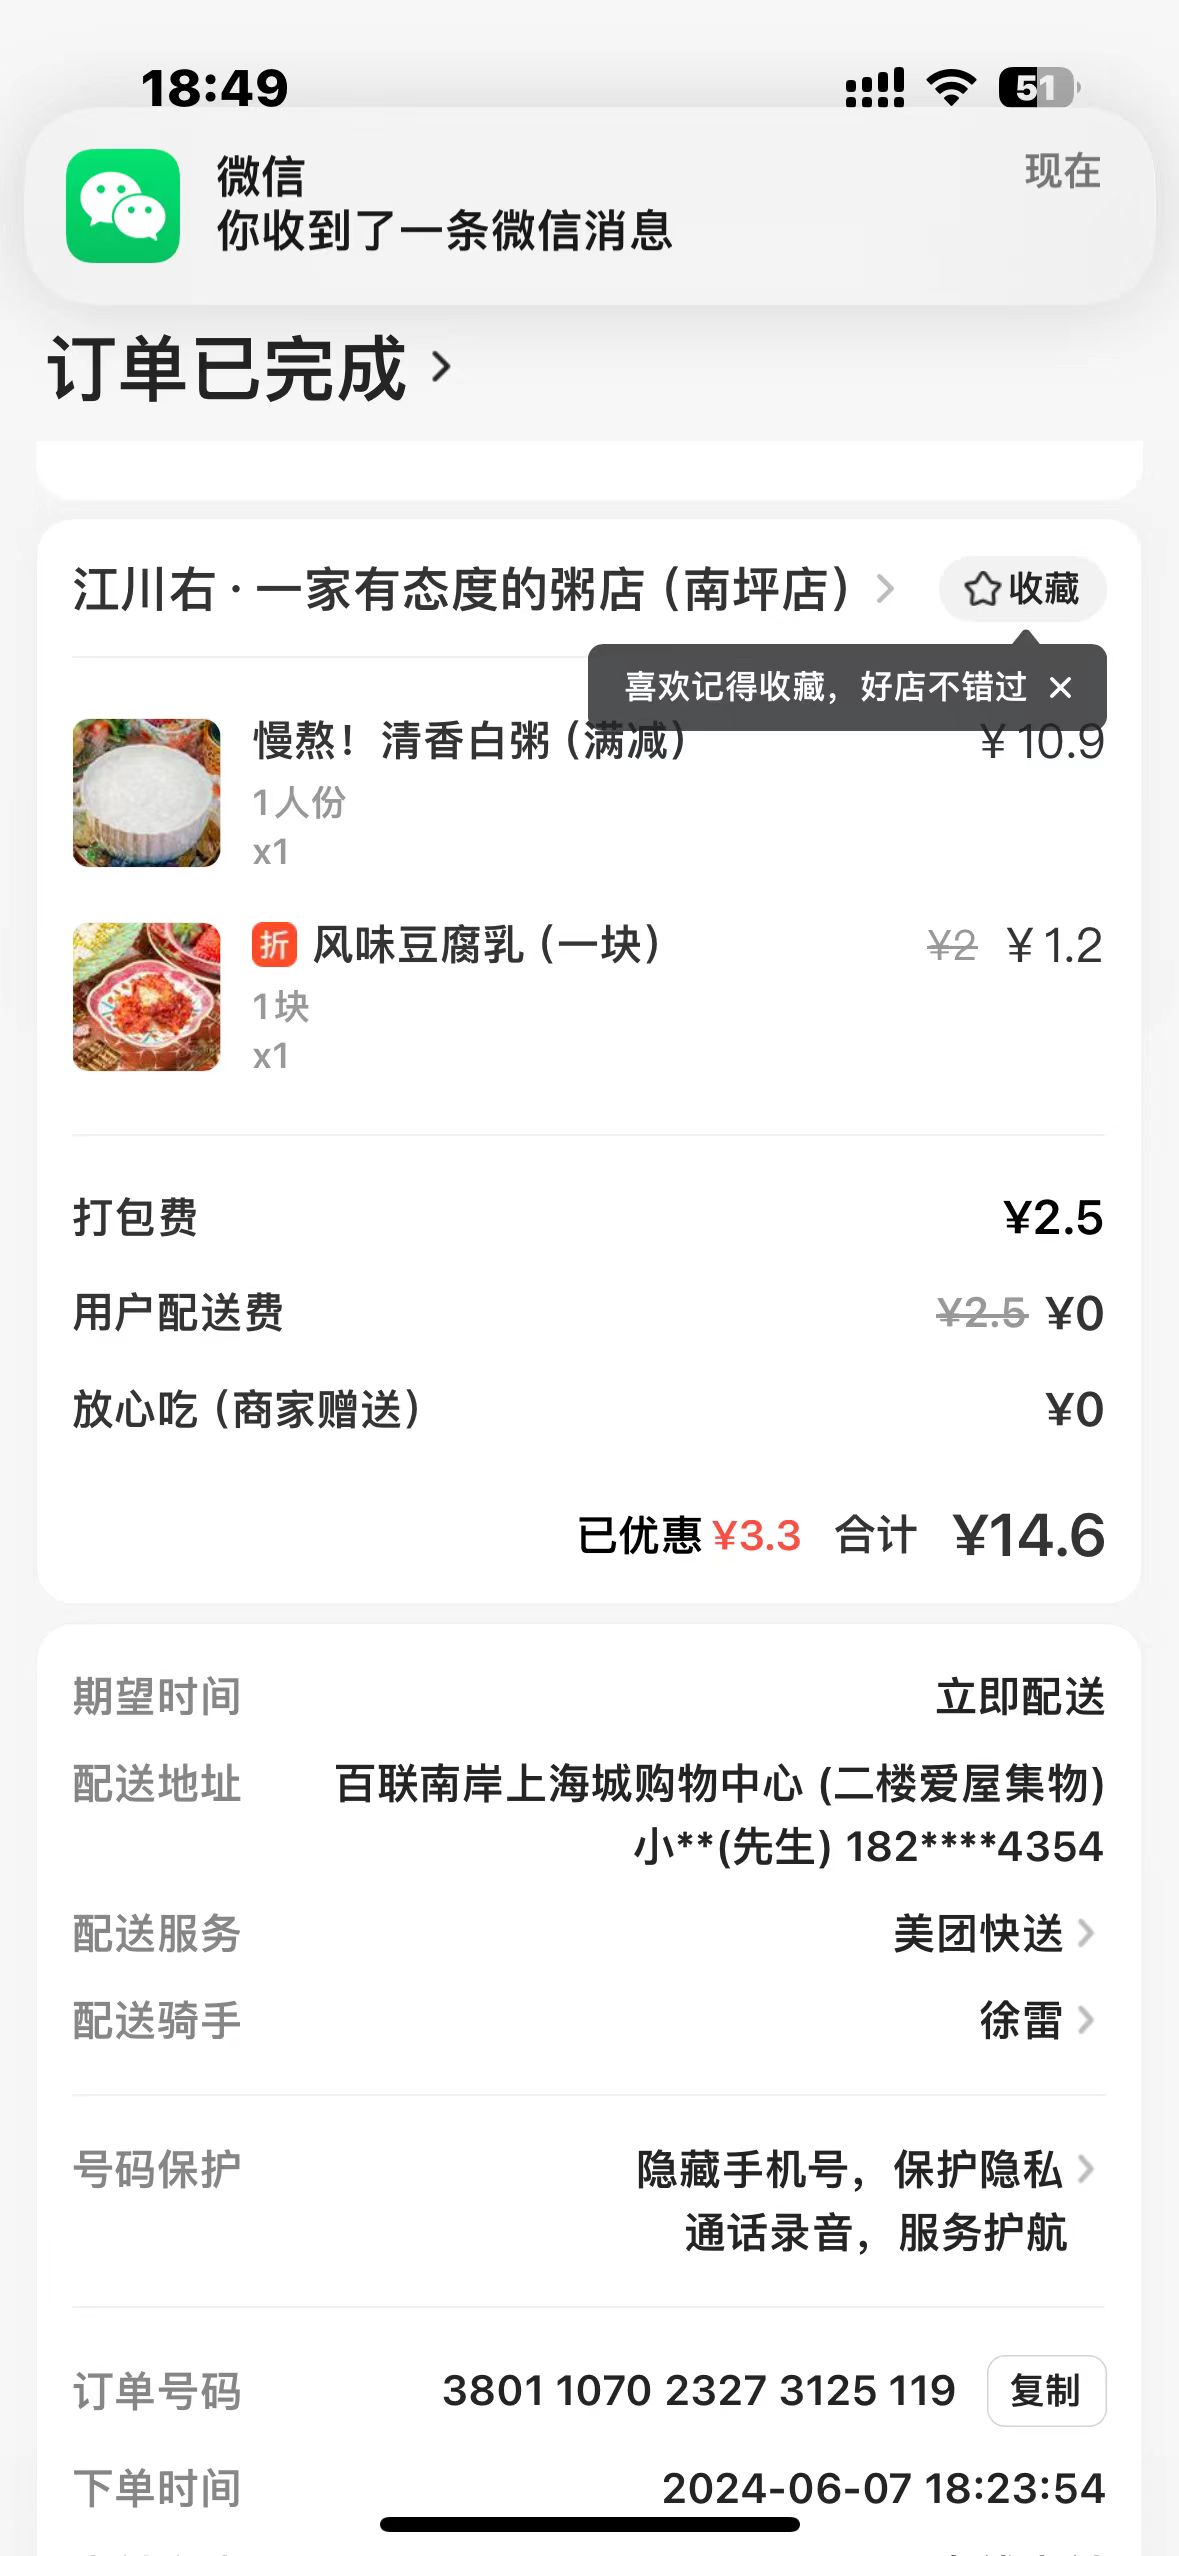 18:49
51
微信
现在
你收到了一条微信消息
订单已完成
江川右·一家有态度的粥店（南坪店）
收藏
喜欢记得收藏，好店不错过
慢熬！清香白粥（满减）
¥10.9
1人份
x1
折 风味豆腐乳（一块）
¥2 ¥1.2
1块
x1
打包费 ¥2.5
用户配送费 ¥2.5 ¥0
放心吃（商家赠送） ¥0
已优惠 ¥3.3 合计 ¥14.6
期望时间 立即配送
配送地址 百联南岸上海城购物中心 (二楼爱屋集物)
小**(先生) 182****4354
配送服务 美团快送
配送骑手 徐雷
号码保护 隐藏手机号，保护隐私
通话录音，服务护航
订单号码 3801 1070 2327 3125 119 复制
下单时间 2024-06-07 18:23:54